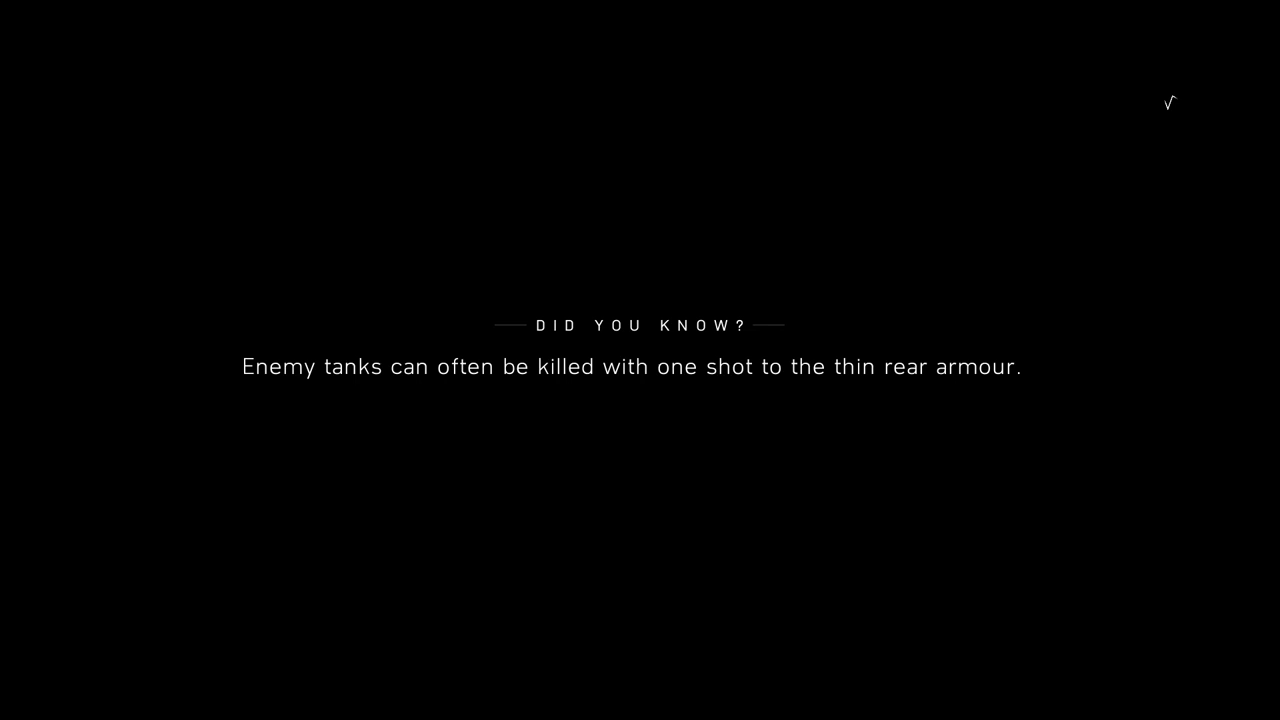 DID YOU KNOW?
Enemy tanks can often be killed with one shot to the thin rear armour.